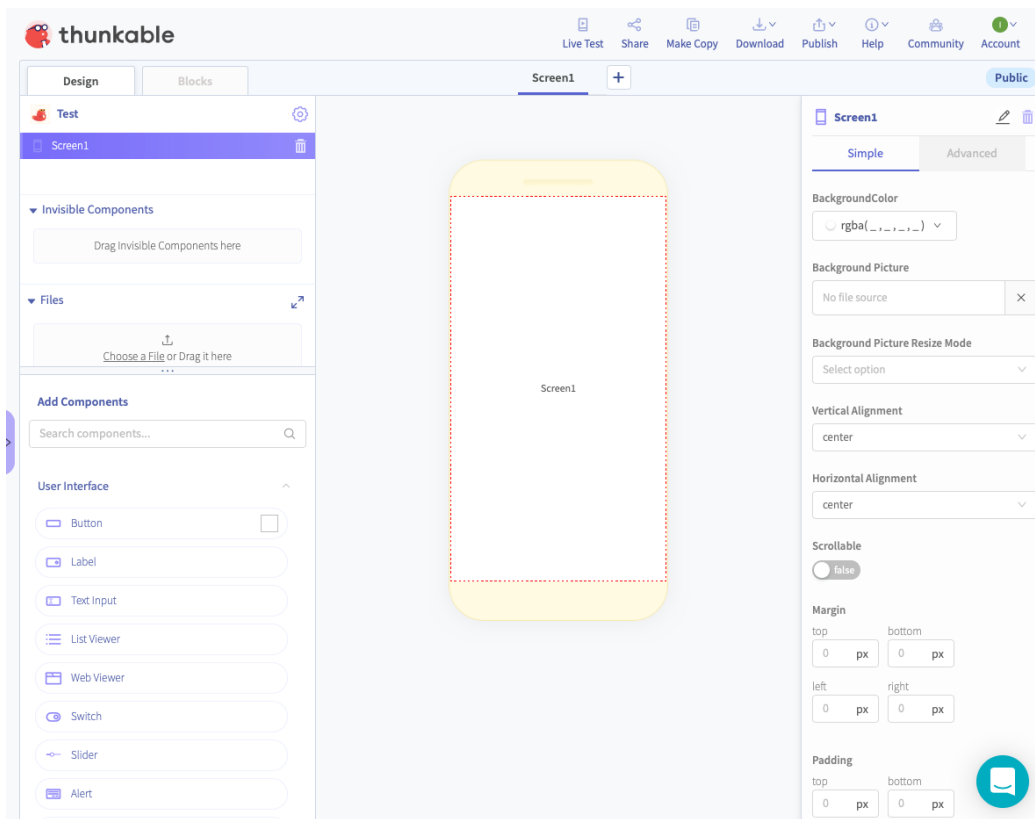 thunkable
Live Test Share Make Copy Download Publish Help Community I Account
Design Blocks Screen1 + Public
Test
Screen1
Invisible Components
Drag Invisible Components here
Files
Choose a File or Drag it here
Add Components
Search components...
User Interface
Button
Label
Text Input
List Viewer
Web Viewer
Switch
Slider
Alert
Screen1
Screen1
Simple Advanced
BackgroundColor
rgba(_,_,_,_)
Background Picture
No file source
Background Picture Resize Mode
Select option
Vertical Alignment
center
Horizontal Alignment
center
Scrollable
false
Margin
top bottom
0 px 0 px
left right
0 px 0 px
Padding
top bottom
0 px 0 px